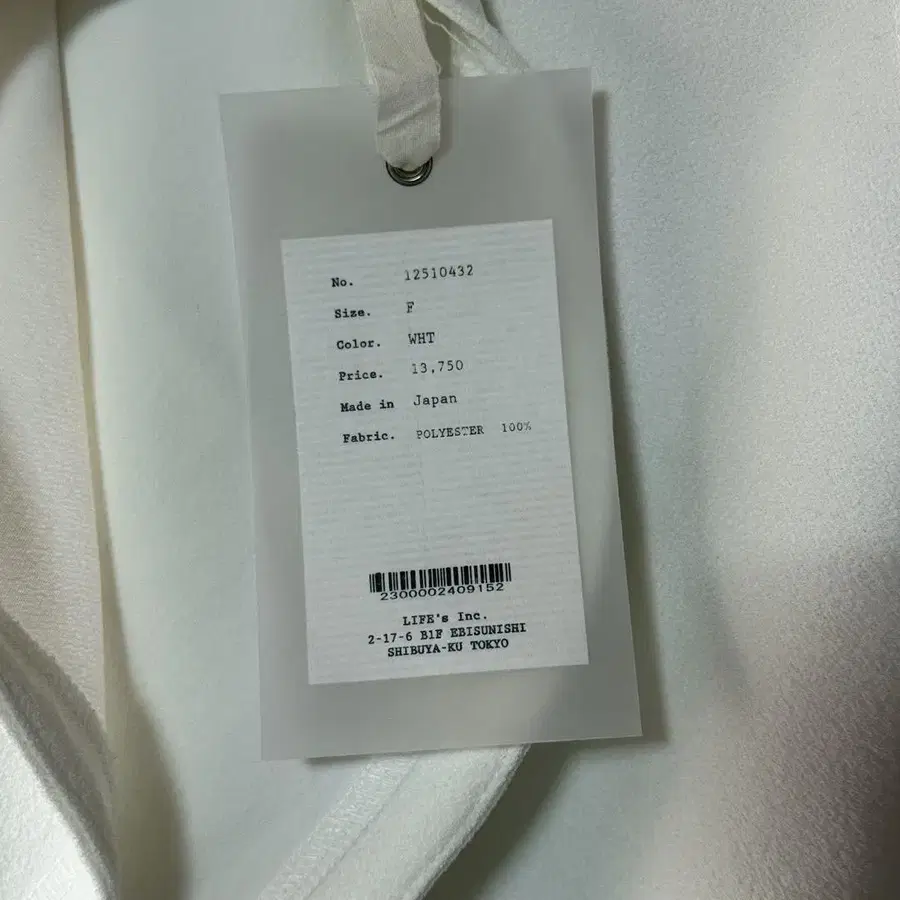 No. 12510432
Size. F
Color. WHT
Price. 13,750
Made in Japan
Fabric. POLYESTER 100%
2300002409152
LIFE's Inc.
2-17-6 B1F EBISUNISHI
SHIBUYA-KU TOKYO